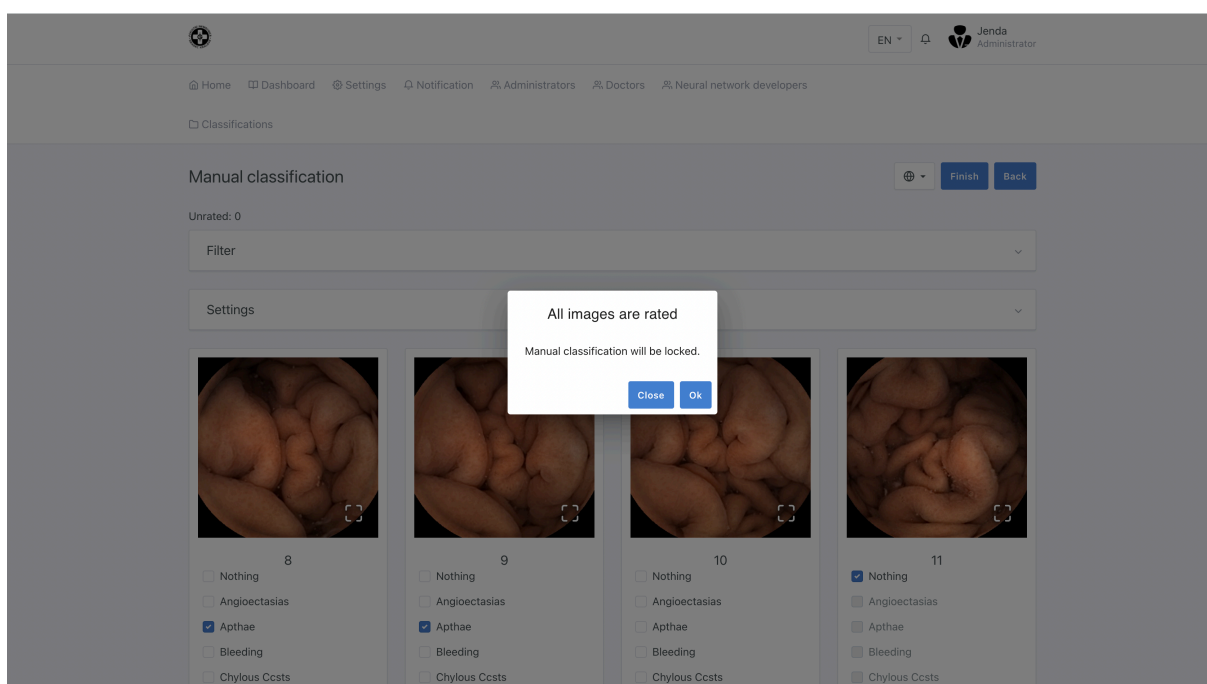 EN
Jenda
Administrator
Home Dashboard Settings Notification Administrators Doctors Neural network developers
Classifications
Manual classification
Finish Back
Unrated: 0
Filter
Settings
All images are rated
Manual classification will be locked.
Close Ok
8 9 10 11
Nothing Nothing Nothing Nothing
Angioectasias Angioectasias Angioectasias Angioectasias
Apthae Apthae Apthae Apthae
Bleeding Bleeding Bleeding Bleeding
Chylous Ccsts Chylous Ccsts Chylous Ccsts Chylous Ccsts